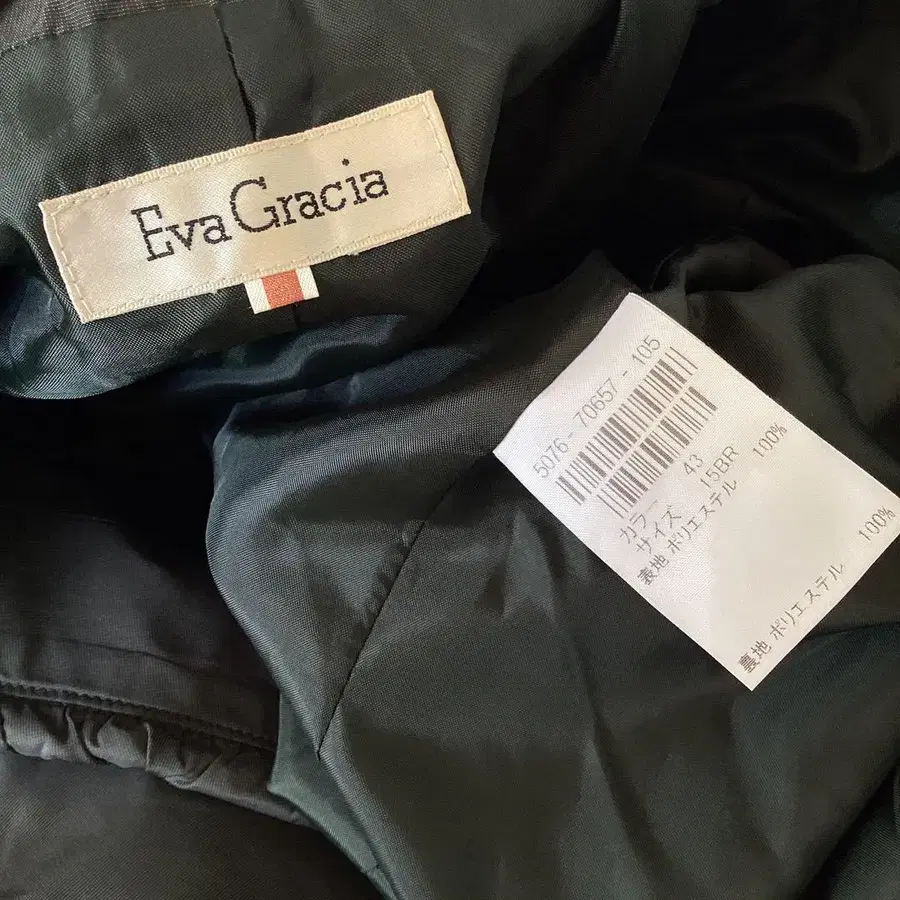 Eva Gracia
5076-70657-105
カラー 43
サイズ 15BR
表地 ポリエステル 100%
裏地 ポリエステル 100%